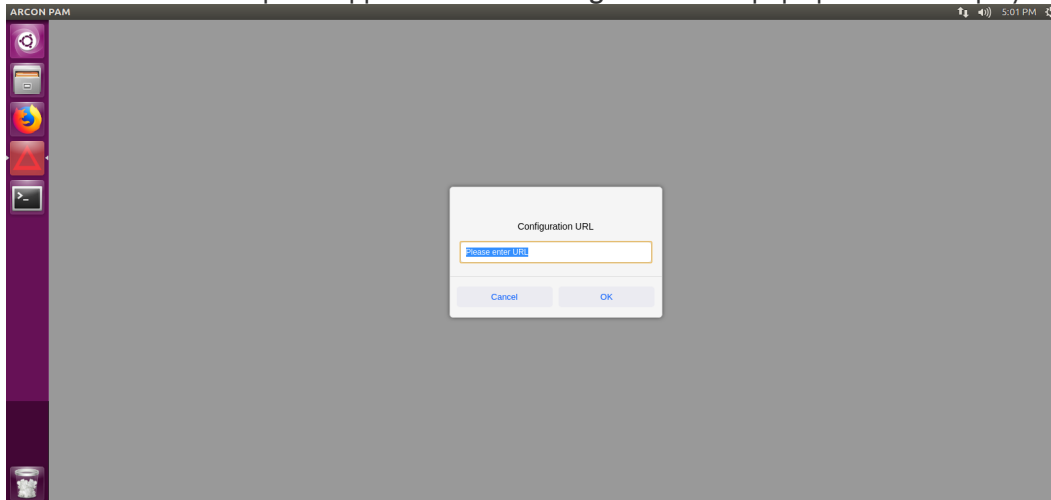 ARCON PAM
5:01 PM
Configuration URL
Please enter URL
Cancel
OK